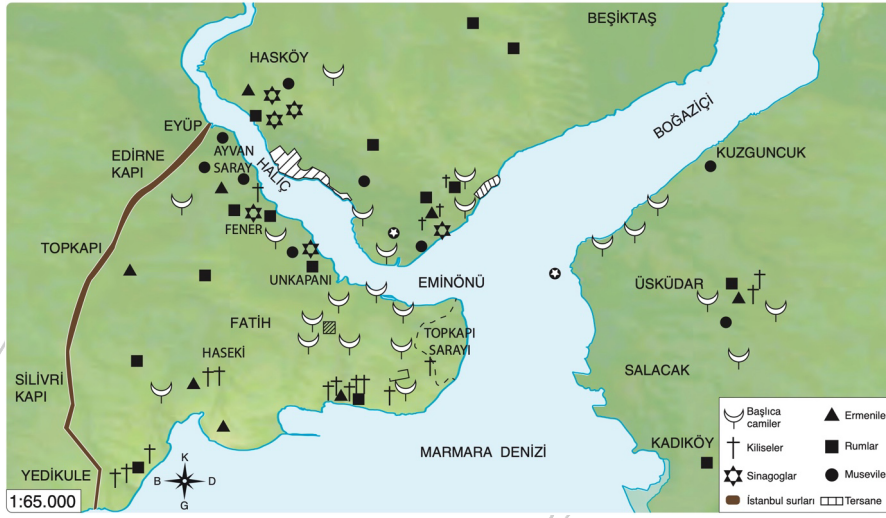 BEŞİKTAŞ
HASKÖY
BOĞAZİÇİ
EYÜP
AYVAN
SARAY
HALİÇ
EDİRNE
KAPI
KUZGUNCUK
FENER
TOPKAPI
UNKAPANI
EMİNÖNÜ
ÜSKÜDAR
FATİH
TOPKAPI
SARAYI
HASEKİ
SALACAK
SİLİVRİ
KAPI
MARMARA DENİZİ
KADIKÖY
YEDİKULE
K
B
D
G
1:65.000
Başlıca
camiler
Ermenile
Kiliseler
Rumlar
Sinagoglar
Musevile
İstanbul surları
Tersane